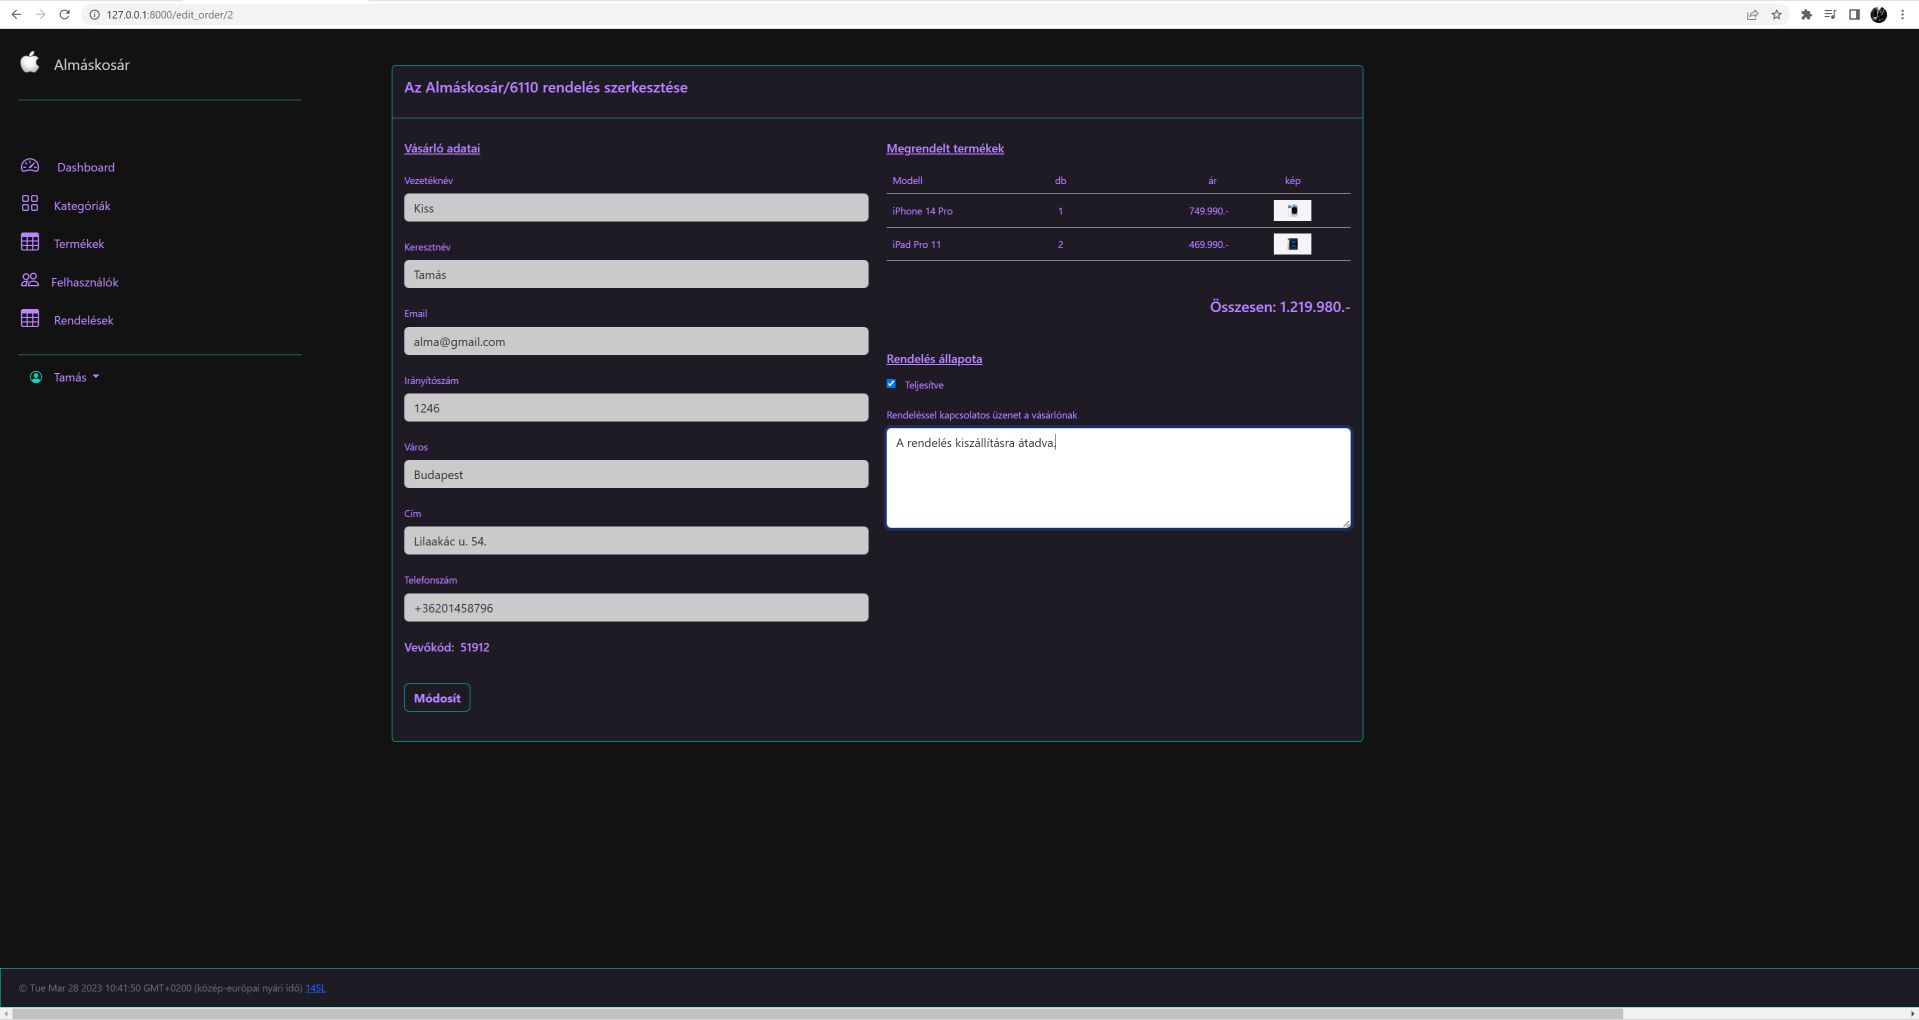 127.0.0.1:8000/edit_order/2
Almáskosár
Dashboard
Kategóriák
Termékek
Felhasználók
Rendelések
Tamás
Az Almáskosár/6110 rendelés szerkesztése
Vásárló adatai
Vezetéknév
Kiss
Keresztnév
Tamás
Email
alma@gmail.com
Irányítószám
1246
Város
Budapest
Cím
Lilaakác u. 54.
Telefonszám
+36201458796
Vevőkód: 51912
Módosít
Megrendelt termékek
Modell db ár kép
iPhone 14 Pro 1 749.990.-
iPad Pro 11 2 469.990.-
Összesen: 1.219.980.-
Rendelés állapota
Teljesítve
Rendeléssel kapcsolatos üzenet a vásárlónak
A rendelés kiszállításra átadva.
© Tue Mar 28 2023 10:41:50 GMT+0200 (közép-európai nyári idő) 14SL